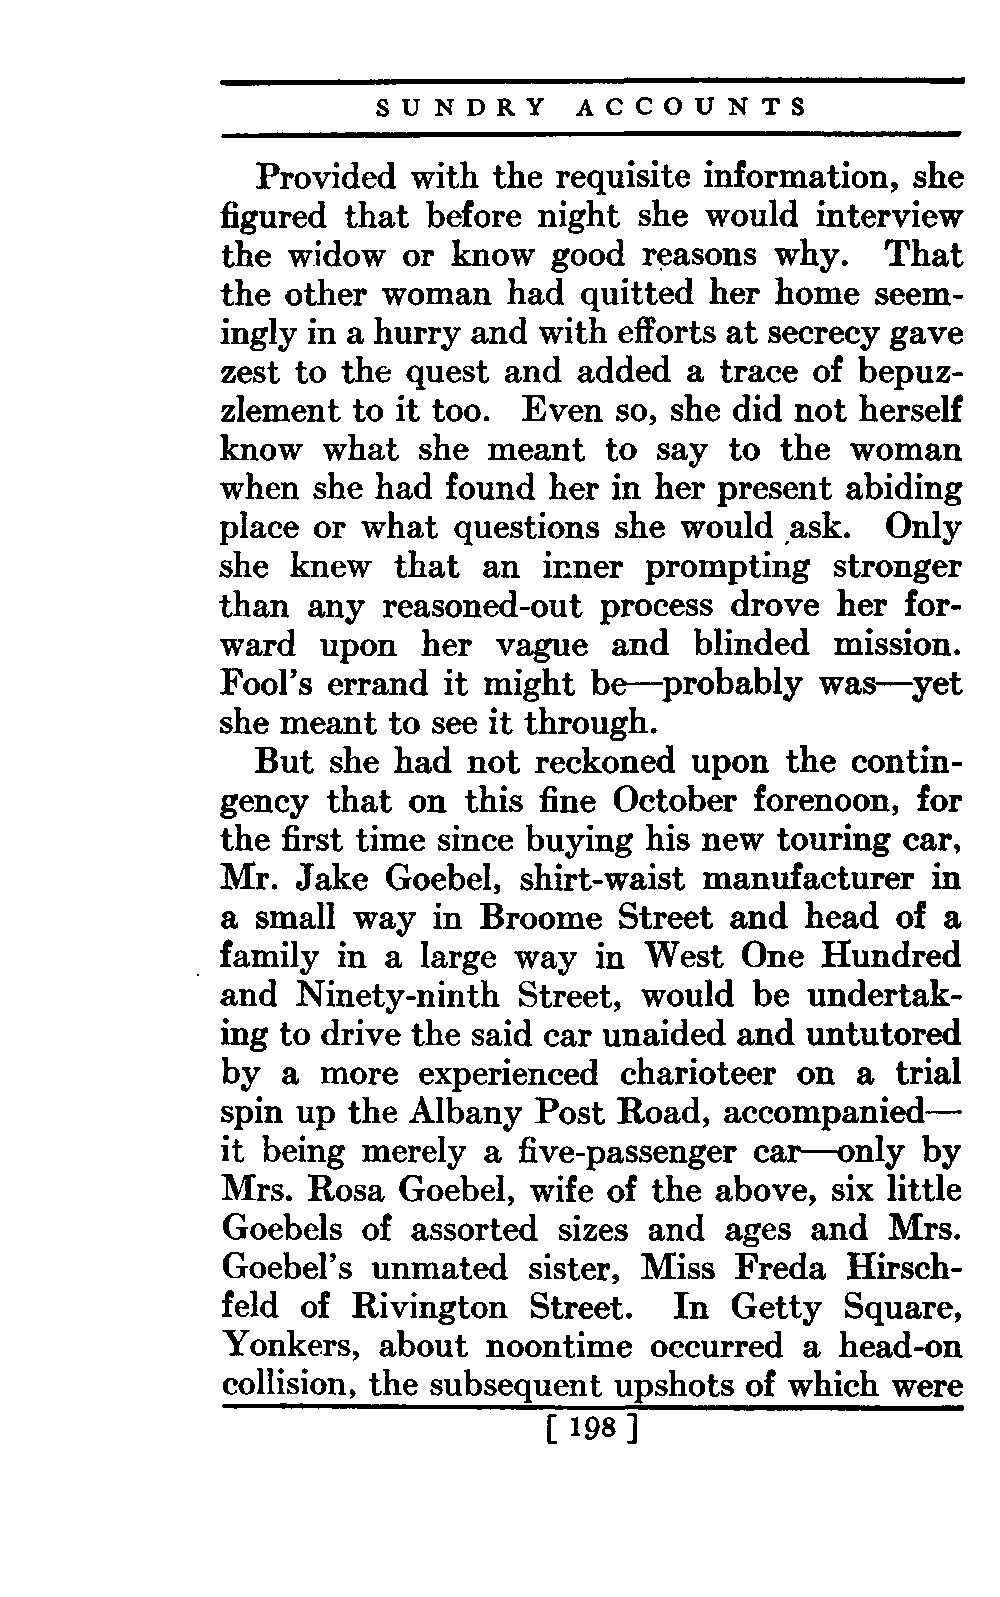 SUNDRY ACCOUNTS
Provided with the requisite information, she
figured that before night she would interview
the widow or know good reasons why. That
the other woman had quitted her home seem-
ingly in a hurry and with efforts at secrecy gave
zest to the quest and added a trace of bepuz-
zlement to it too. Even so, she did not herself
know what she meant to say to the woman
when she had found her in her present abiding
place or what questions she would ask. Only
she knew that an inner prompting stronger
than any reasoned-out process drove her for-
ward upon her vague and blinded mission.
Fool's errand it might be—probably was—yet
she meant to see it through.
But she had not reckoned upon the contin-
gency that on this fine October forenoon, for
the first time since buying his new touring car,
Mr. Jake Goebel, shirt-waist manufacturer in
a small way in Broome Street and head of a
family in a large way in West One Hundred
and Ninety-ninth Street, would be undertak-
ing to drive the said car unaided and untutored
by a more experienced charioteer on a trial
spin up the Albany Post Road, accompanied—
it being merely a five-passenger car—only by
Mrs. Rosa Goebel, wife of the above, six little
Goebels of assorted sizes and ages and Mrs.
Goebel's unmated sister, Miss Freda Hirsch-
feld of Rivington Street. In Getty Square,
Yonkers, about noontime occurred a head-on
collision, the subsequent upshots of which were
[ 198 ]